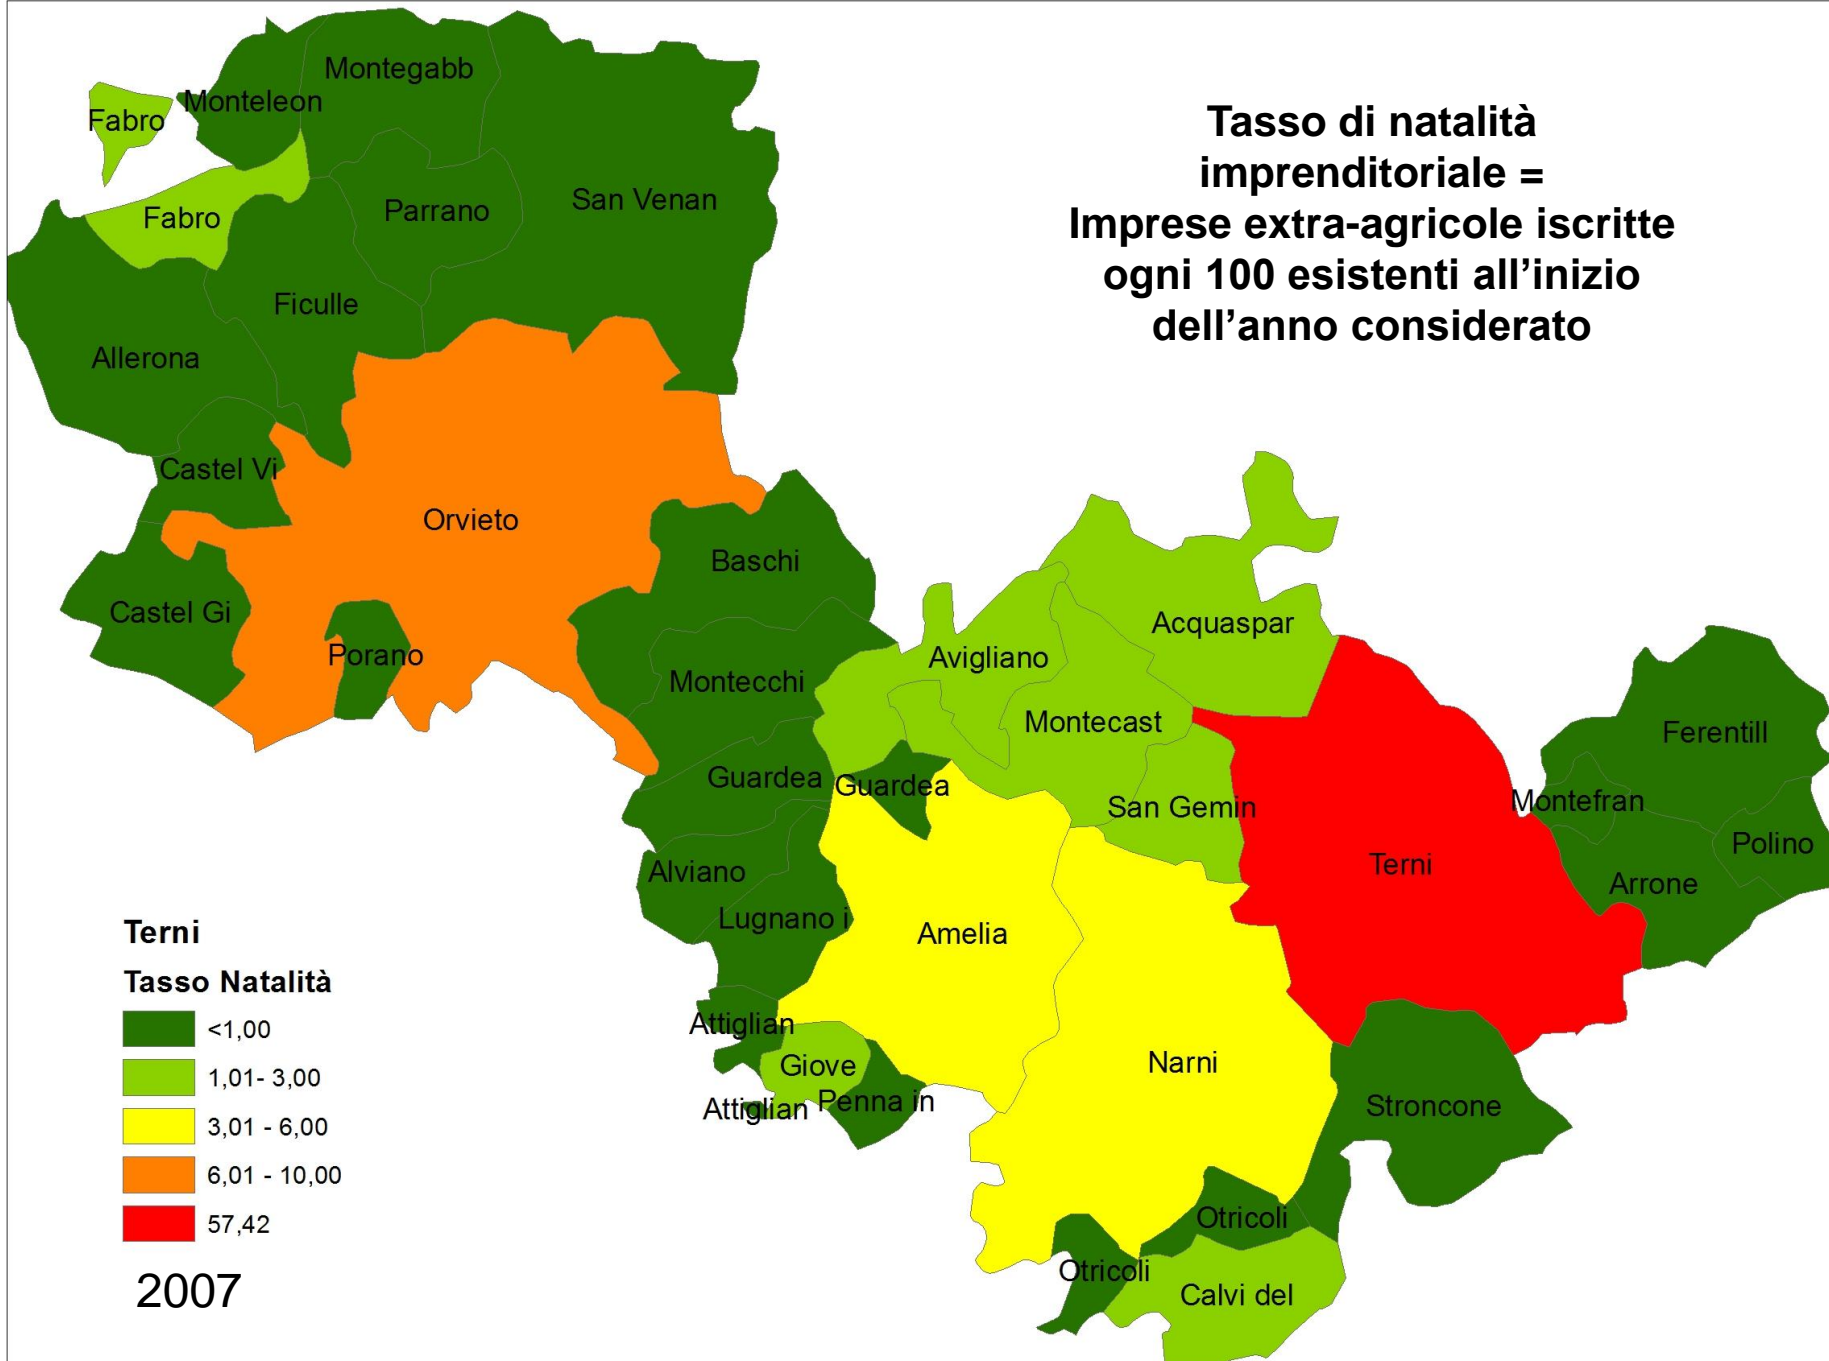 Montegabb
Monteleon
Fabro
Tasso di natalità
imprenditoriale =
Imprese extra-agricole iscritte
ogni 100 esistenti all’inizio
dell’anno considerato
San Venan
Parrano
Fabro
Ficulle
Allerona
Castel Vi
Orvieto
Baschi
Castel Gi
Acquaspar
Porano
Avigliano
Montecchi
Montecast
Ferentill
Guardea
Guardea
San Gemin
Montefran
Polino
Terni
Alviano
Arrone
Lugnano i
Amelia
Attiglian
Giove
Narni
Attiglian
Penna in
Stroncone
Otricoli
Otricoli
Calvi del
Terni
Tasso Natalità
<1,00
1,01- 3,00
3,01 - 6,00
6,01 - 10,00
57,42
2007